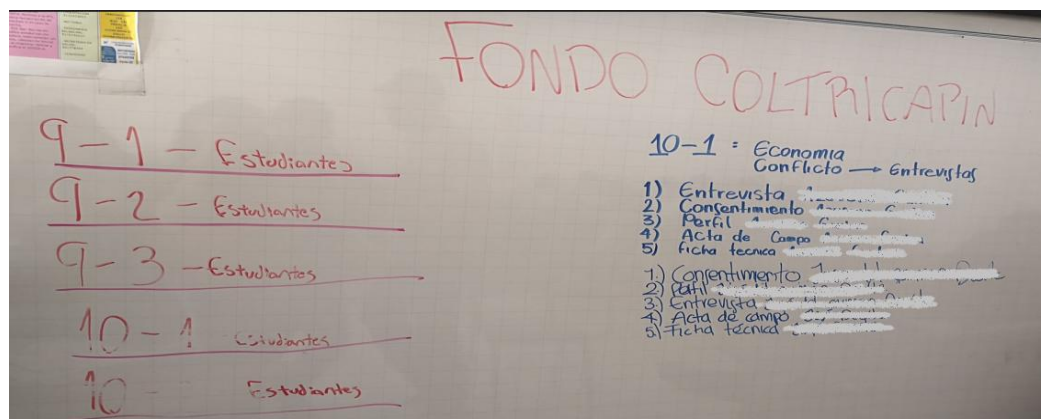 FONDO COLTRICAPIN
9-1 - Estudiantes
9-2 - Estudiantes
9-3 - Estudiantes
10-1 Estudiantes
10- Estudiantes
10-1 : Economia
Conflicto → Entrevistas
1) Entrevista
2) Consentimiento
3) Perfil
4) Acta de Campo
5) ficha tecnica
1.) Consentimento
2) Perfil
3) Entrevista
4) Acta de campo
5) Ficha técnica